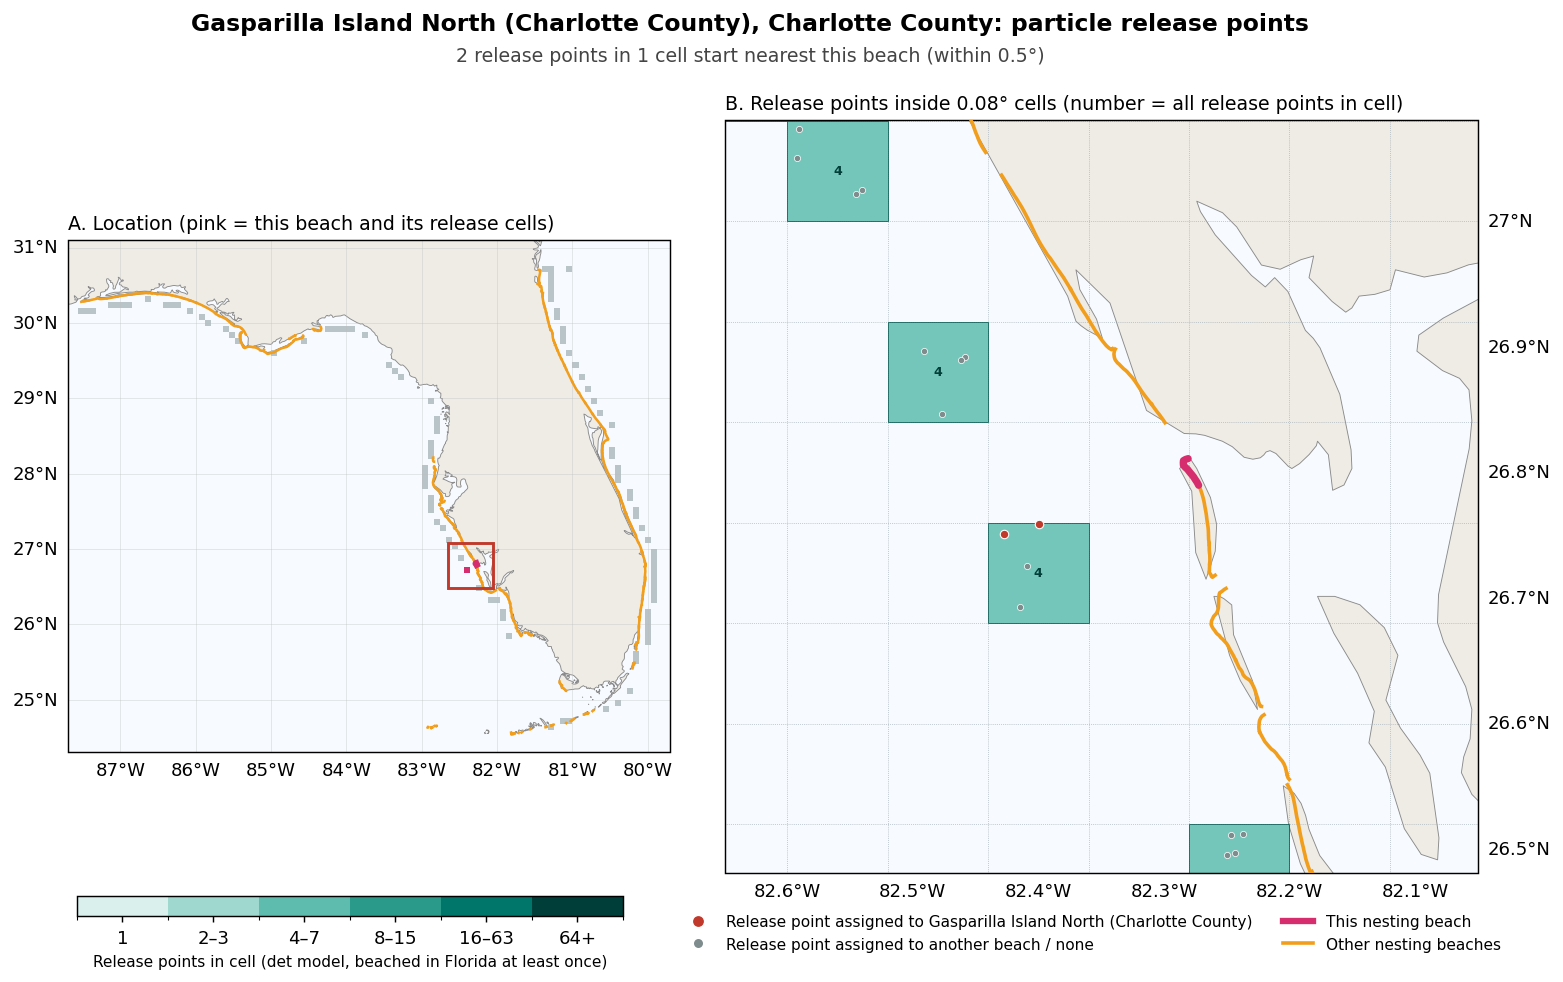 Gasparilla Island North (Charlotte County), Charlotte County: particle release points
2 release points in 1 cell start nearest this beach (within 0.5°)
A. Location (pink = this beach and its release cells)
31°N
30°N
29°N
28°N
27°N
26°N
25°N
87°W 86°W 85°W 84°W 83°W 82°W 81°W 80°W
B. Release points inside 0.08° cells (number = all release points in cell)
4
4
4
27°N
26.9°N
26.8°N
26.7°N
26.6°N
26.5°N
82.6°W 82.5°W 82.4°W 82.3°W 82.2°W 82.1°W
1 2–3 4–7 8–15 16–63 64+
Release points in cell (det model, beached in Florida at least once)
Release point assigned to Gasparilla Island North (Charlotte County)
Release point assigned to another beach / none
This nesting beach
Other nesting beaches